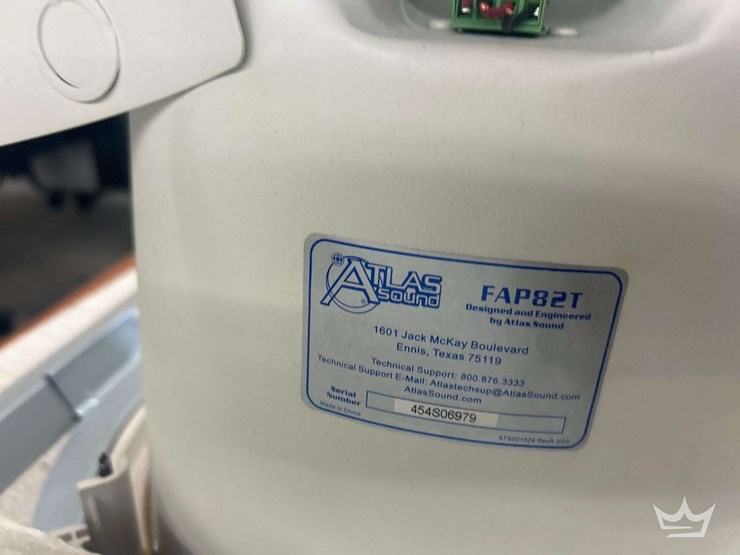 ATLAS
Sound
FAP82T
Designed and Engineered
by Atlas Sound
1601 Jack McKay Boulevard
Ennis, Texas 75119
Technical Support: 800.876.3333
Technical Support E-Mail: Atlastechsup@AtlasSound.com
AtlasSound.com
Serial
Number
454S06979
Made in China